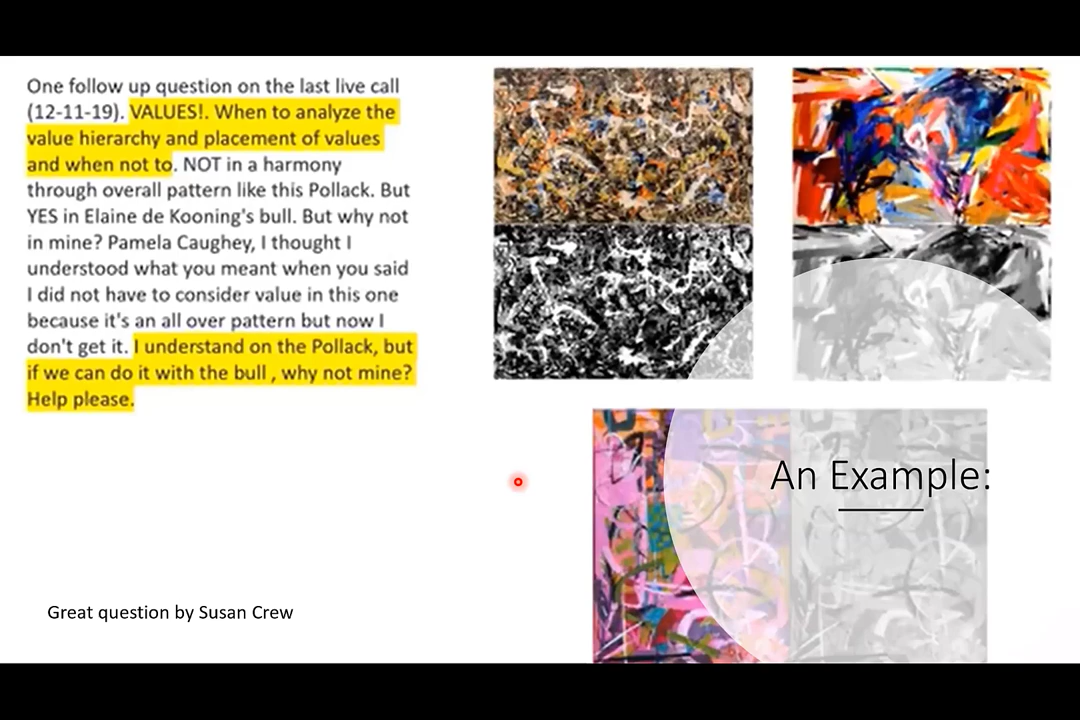 One follow up question on the last live call
(12-11-19). VALUES!. When to analyze the
value hierarchy and placement of values
and when not to. NOT in a harmony
through overall pattern like this Pollack. But
YES in Elaine de Kooning's bull. But why not
in mine? Pamela Caughey, I thought I
understood what you meant when you said
I did not have to consider value in this one
because it's an all over pattern but now I
don't get it. I understand on the Pollack, but
if we can do it with the bull , why not mine?
Help please.
An Example:
Great question by Susan Crew